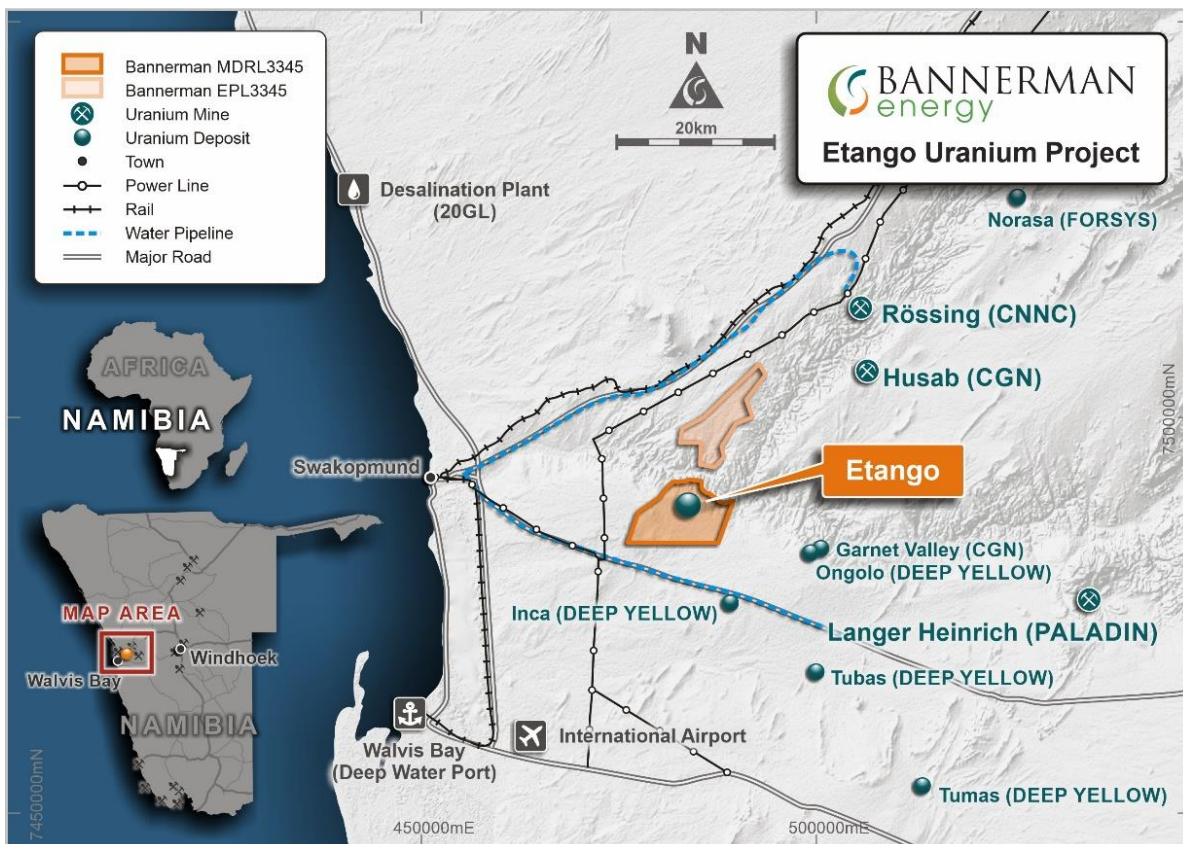 Bannerman MDRL3345
Bannerman EPL3345
Uranium Mine
Uranium Deposit
Town
Power Line
Rail
Water Pipeline
Major Road
N
20km
BANNERMAN
energy
Etango Uranium Project
Desalination Plant
(20GL)
Norasa (FORSYS)
Rössing (CNNC)
Husab (CGN)
AFRICA
NAMIBIA
Swakopmund
Etango
7500000mN
Garnet Valley (CGN)
Ongolo (DEEP YELLOW)
Inca (DEEP YELLOW)
Langer Heinrich (PALADIN)
Tubas (DEEP YELLOW)
MAP AREA
Windhoek
Walvis Bay
NAMIBIA
Walvis Bay
(Deep Water Port)
International Airport
Tumas (DEEP YELLOW)
7450000mN
450000mE
500000mE